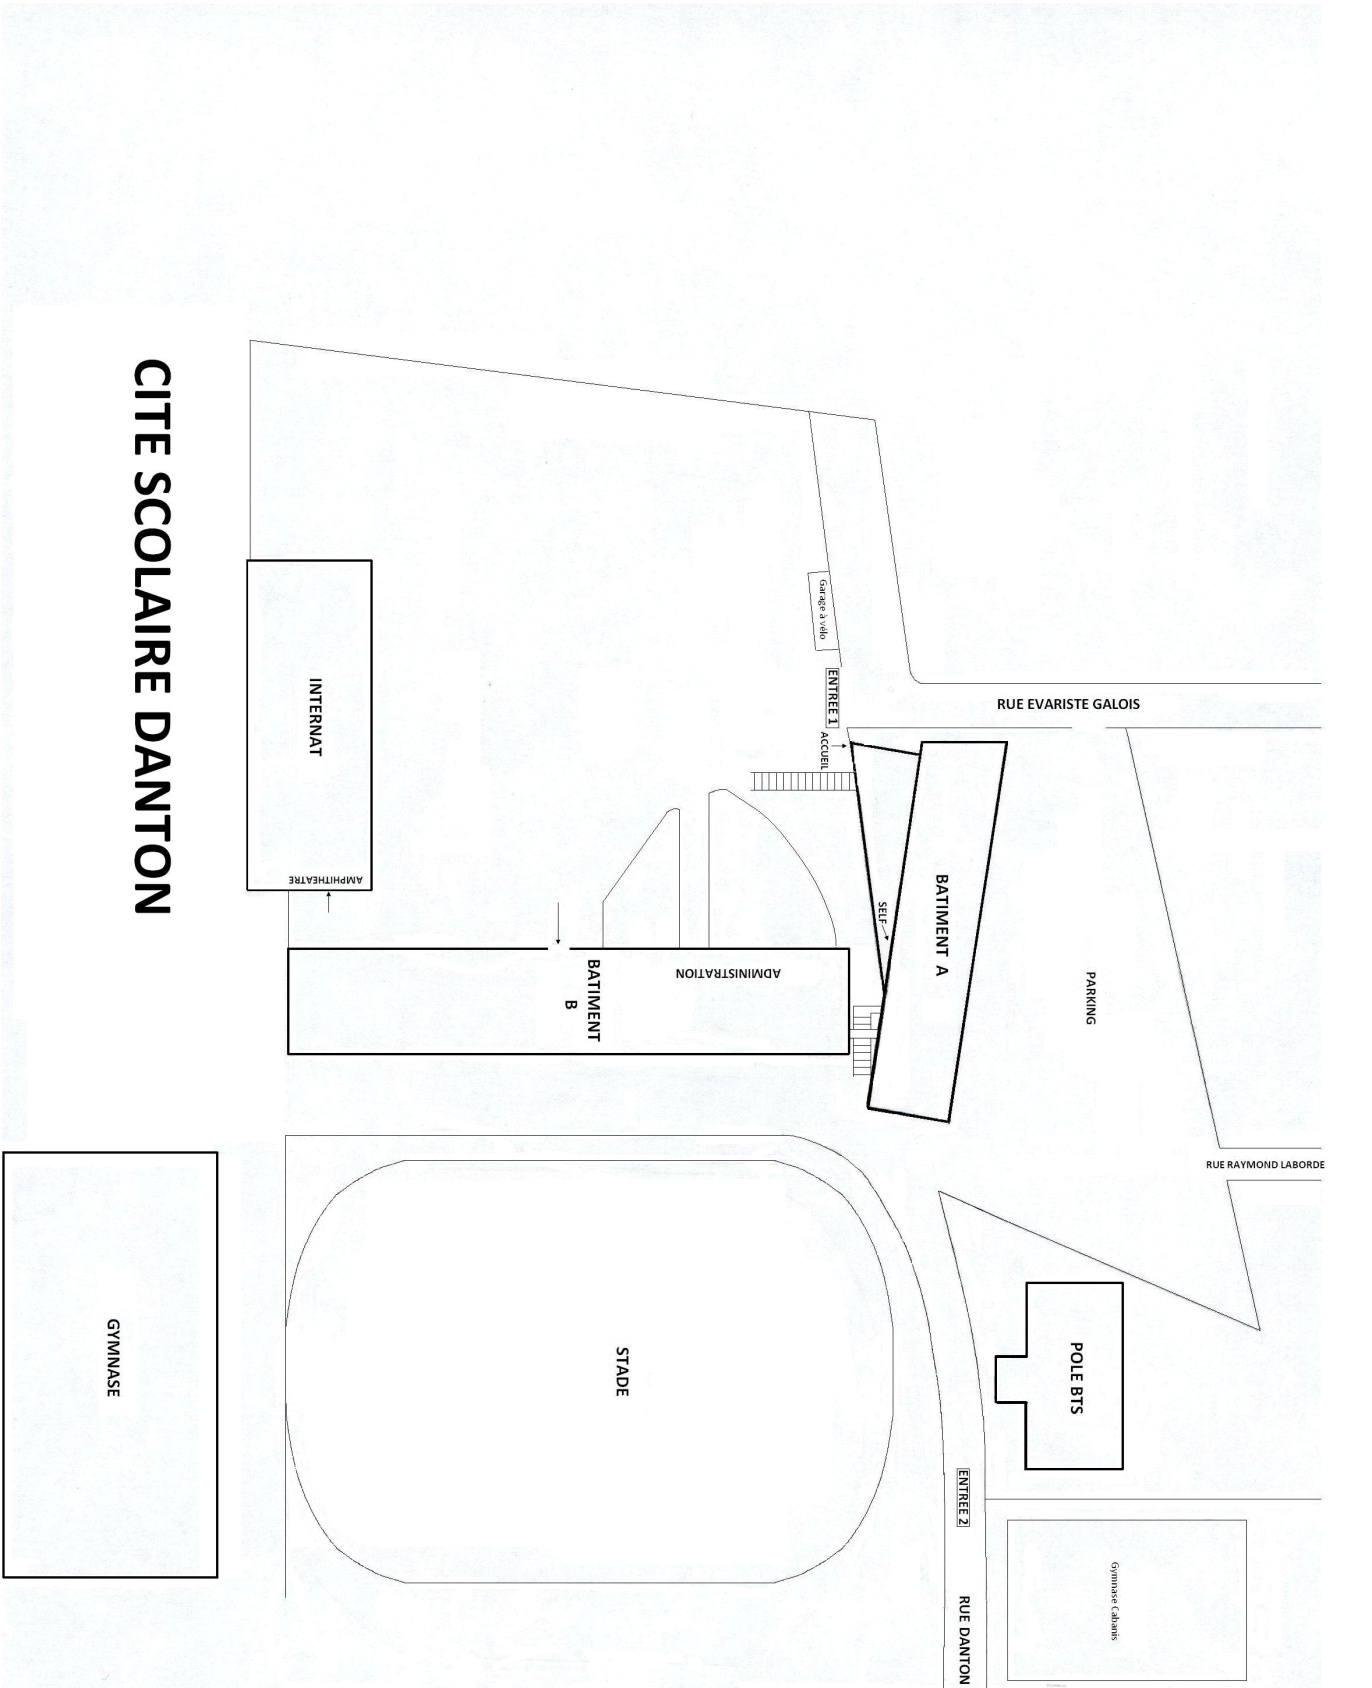 CITE SCOLAIRE DANTON
RUE EVARISTE GALOIS
RUE RAYMOND LABORDE
PARKING
Garage à vélo
ENTREE 1
ACCUEIL
BATIMENT A
SELF
INTERNAT
AMPHITHEATRE
ADMINISTRATION
BATIMENT
B
POLE BTS
STADE
GYMNASE
ENTREE 2
RUE DANTON
Gymnase Cabanis